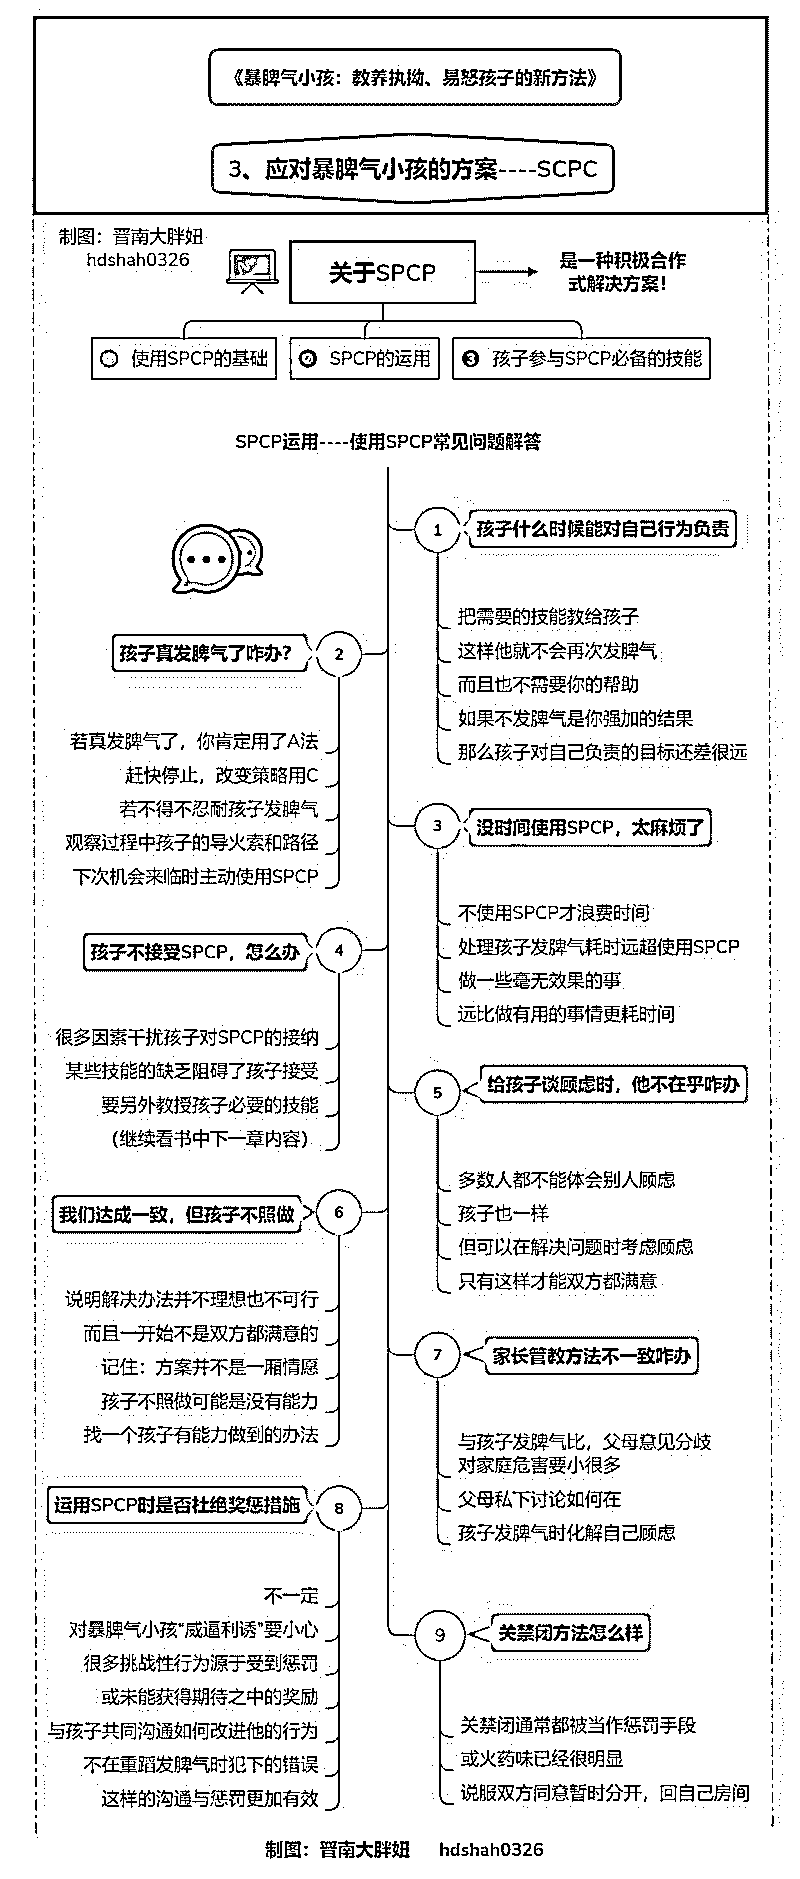 《暴脾气小孩：教养执拗、易怒孩子的新方法》
3、应对暴脾气小孩的方案----SCPC
制图：晋南大胖妞
hdshah0326
关于SPCP
是一种积极合作
式解决方案！
使用SPCP的基础
❷ SPCP的运用
❸ 孩子参与SPCP必备的技能
SPCP运用----使用SPCP常见问题解答
1 孩子什么时候能对自己行为负责
把需要的技能教给孩子
这样他就不会再次发脾气
而且也不需要你的帮助
如果不发脾气是你强加的结果
那么孩子对自己负责的目标还差很远
孩子真发脾气了咋办？ 2
若真发脾气了，你肯定用了A法
赶快停止，改变策略用C
若不得不忍耐孩子发脾气
观察过程中孩子的导火索和路径
下次机会来临时主动使用SPCP
3 没时间使用SPCP，太麻烦了
不使用SPCP才浪费时间
处理孩子发脾气耗时远超使用SPCP
做一些毫无效果的事
远比做有用的事情更耗时间
孩子不接受SPCP，怎么办 4
很多因素干扰孩子对SPCP的接纳
某些技能的缺乏阻碍了孩子接受
要另外教授孩子必要的技能
（继续看书中下一章内容）
5 给孩子谈顾虑时，他不在乎咋办
多数人都不能体会别人顾虑
孩子也一样
但可以在解决问题时考虑顾虑
只有这样才能双方都满意
我们达成一致，但孩子不照做 6
说明解决办法并不理想也不可行
而且一开始不是双方都满意的
记住：方案并不是一厢情愿
孩子不照做可能是没有能力
找一个孩子有能力做到的办法
7 家长管教方法不一致咋办
与孩子发脾气比，父母意见分歧
对家庭危害要小很多
父母私下讨论如何在
孩子发脾气时化解自己顾虑
运用SPCP时是否杜绝奖惩措施 8
不一定
对暴脾气小孩“威逼利诱”要小心
很多挑战性行为源于受到惩罚
或未能获得期待之中的奖励
与孩子共同沟通如何改进他的行为
不在重蹈发脾气时犯下的错误
这样的沟通与惩罚更加有效
9 关禁闭方法怎么样
关禁闭通常都被当作惩罚手段
或火药味已经很明显
说服双方同意暂时分开，回自己房间
制图：晋南大胖妞 hdshah0326